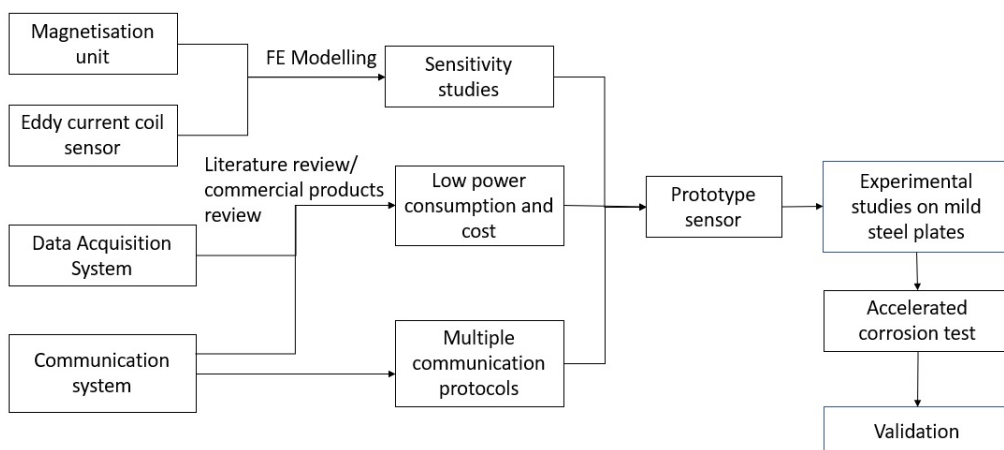 Magnetisation
unit
FE Modelling
Sensitivity
studies
Eddy current coil
sensor
Literature review/
commercial products
review
Low power
consumption and
cost
Prototype
sensor
Experimental
studies on mild
steel plates
Data Acquisition
System
Accelerated
corrosion test
Communication
system
Multiple
communication
protocols
Validation